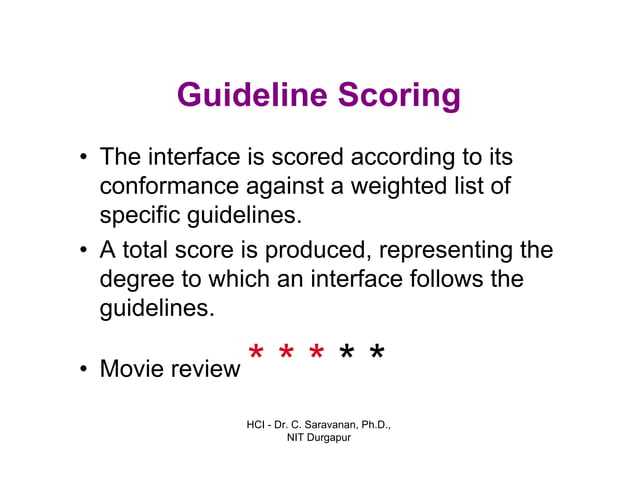 Guideline Scoring
• The interface is scored according to its
conformance against a weighted list of
specific guidelines.
• A total score is produced, representing the
degree to which an interface follows the
guidelines.
• Movie review * * * * *
HCI - Dr. C. Saravanan, Ph.D.,
NIT Durgapur